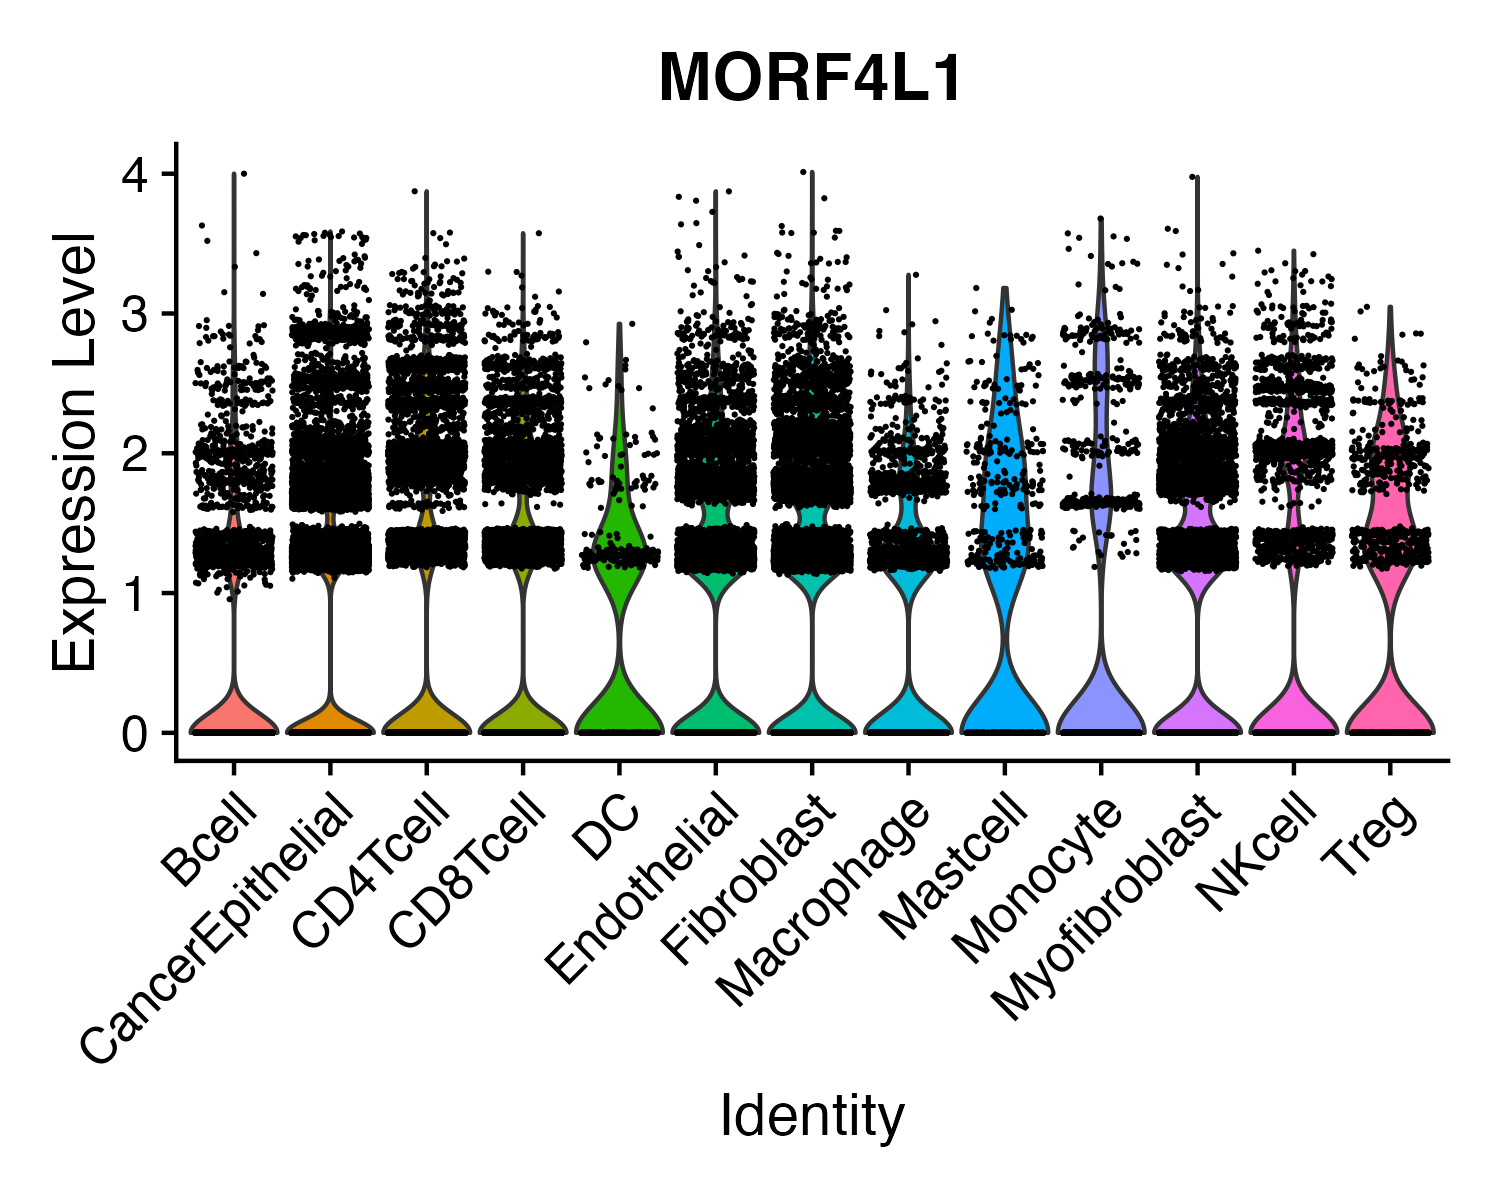 MORF4L1
Expression Level
4
3
2
1
0
Bcell
CancerEpithelial
CD4Tcell
CD8Tcell
DC
Endothelial
Fibroblast
Macrophage
Mastcell
Monocyte
Myofibroblast
NKcell
Treg
Identity